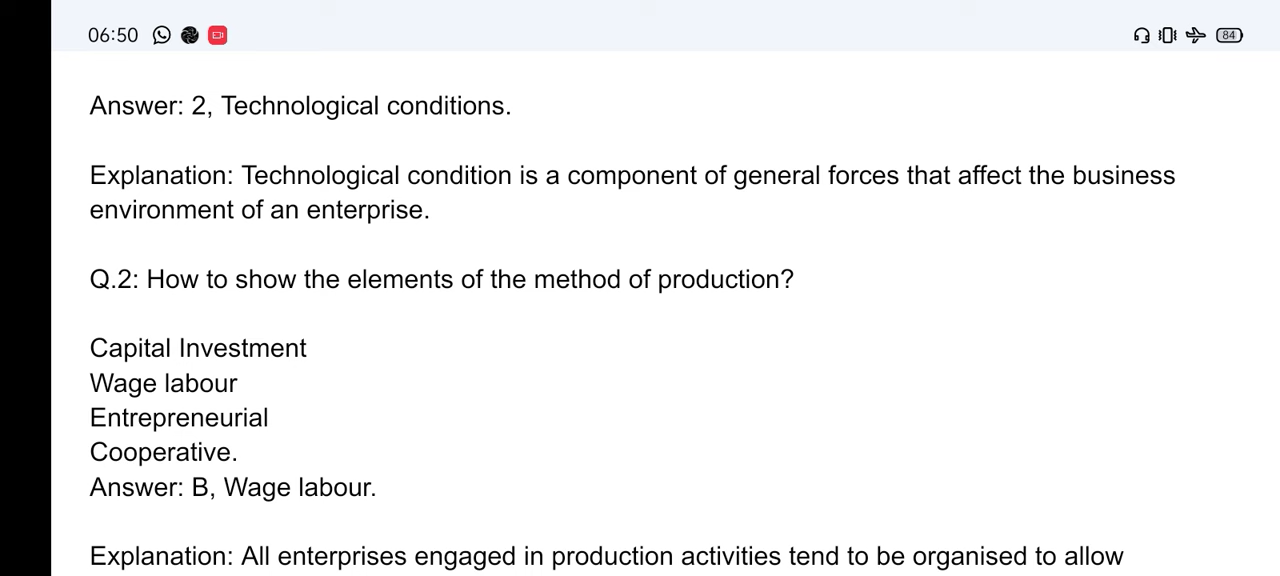 06:50
84
Answer: 2, Technological conditions.
Explanation: Technological condition is a component of general forces that affect the business
environment of an enterprise.
Q.2: How to show the elements of the method of production?
Capital Investment
Wage labour
Entrepreneurial
Cooperative.
Answer: B, Wage labour.
Explanation: All enterprises engaged in production activities tend to be organised to allow